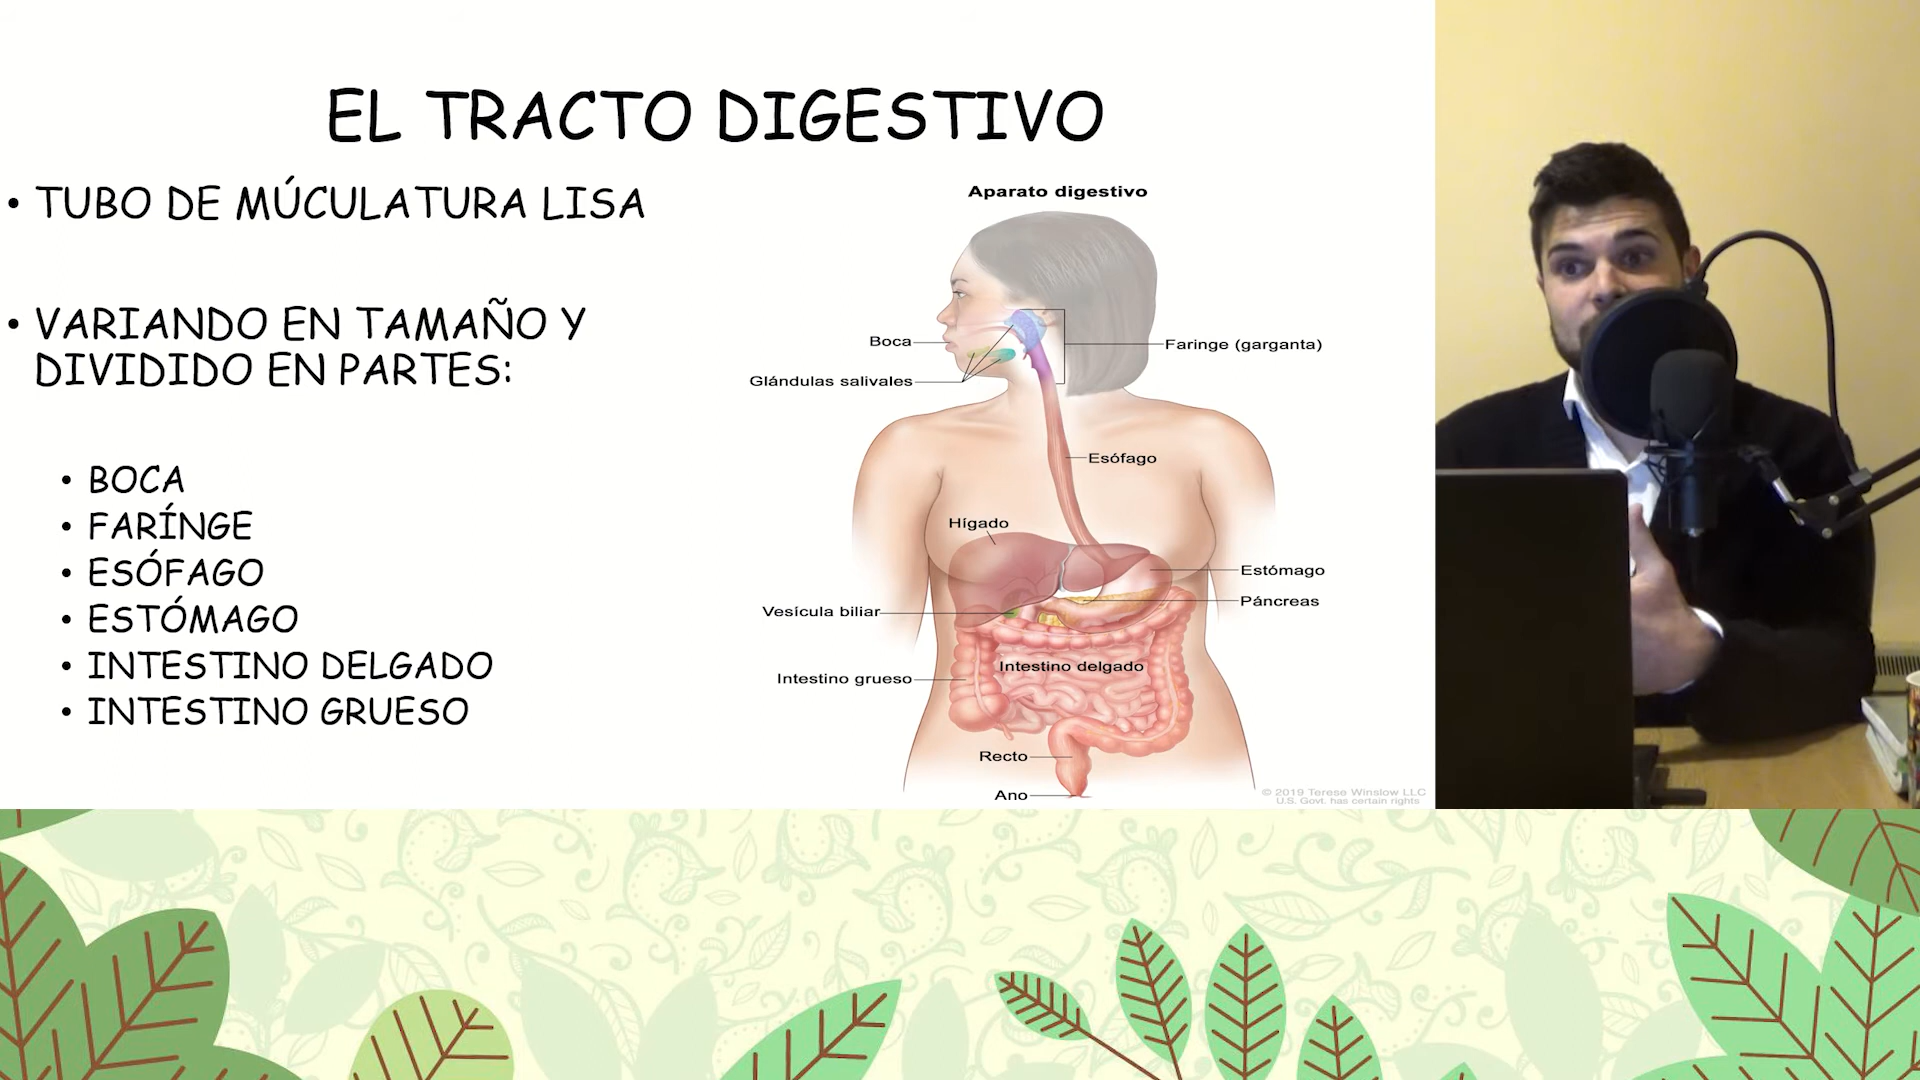 EL TRACTO DIGESTIVO
• TUBO DE MÚCULATURA LISA
• VARIANDO EN TAMAÑO Y
DIVIDIDO EN PARTES:
• BOCA
• FARÍNGE
• ESÓFAGO
• ESTÓMAGO
• INTESTINO DELGADO
• INTESTINO GRUESO
Aparato digestivo
Boca
Faringe (garganta)
Glándulas salivales
Esófago
Hígado
Estómago
Páncreas
Vesícula biliar
Intestino delgado
Intestino grueso
Recto
Ano
© 2019 Terese Winslow LLC
U.S. Govt. has certain rights